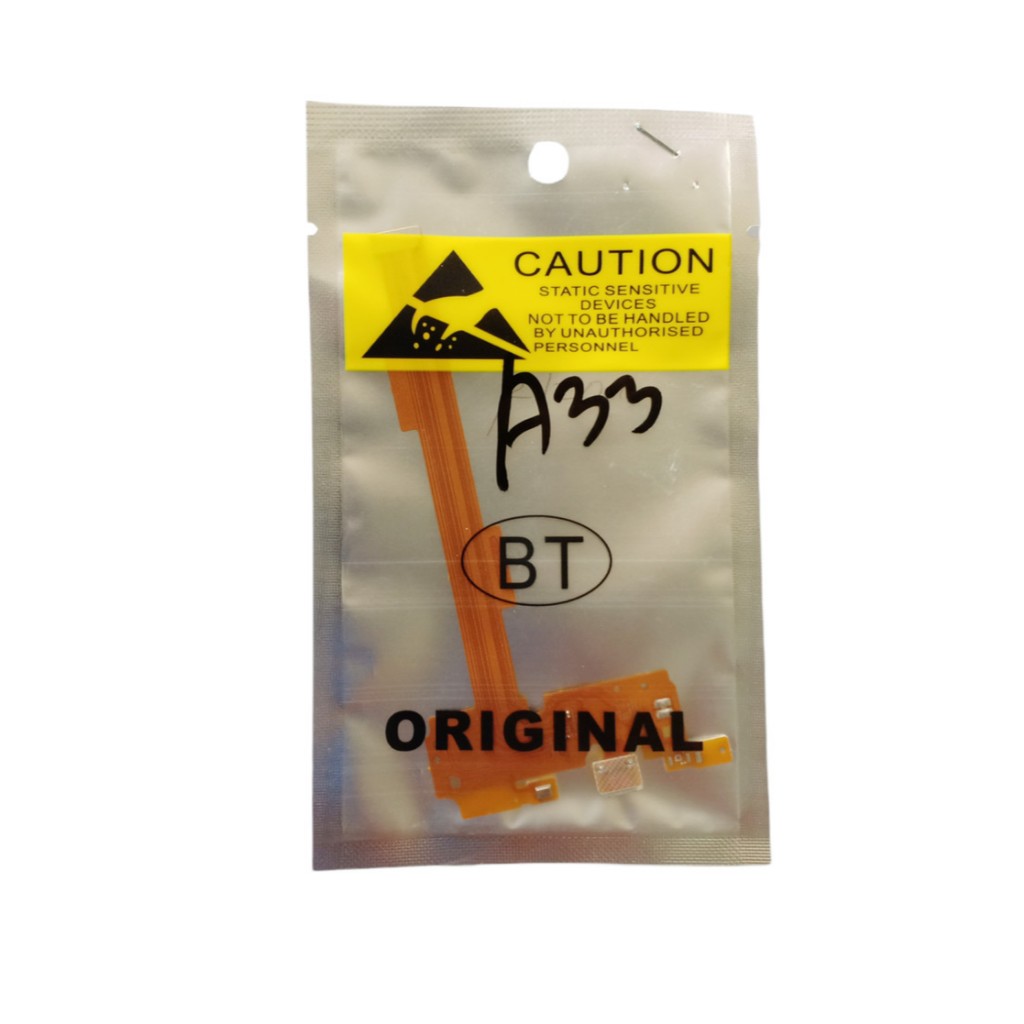 CAUTION
STATIC SENSITIVE
DEVICES
NOT TO BE HANDLED
BY UNAUTHORISED
PERSONNEL
A33
BT
ORIGINAL